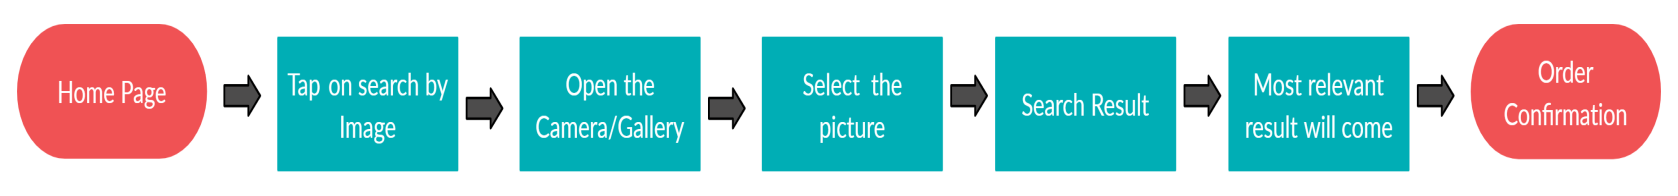 Home Page
Tap on search by
Image
Open the
Camera/Gallery
Select the
picture
Search Result
Most relevant
result will come
Order
Confirmation